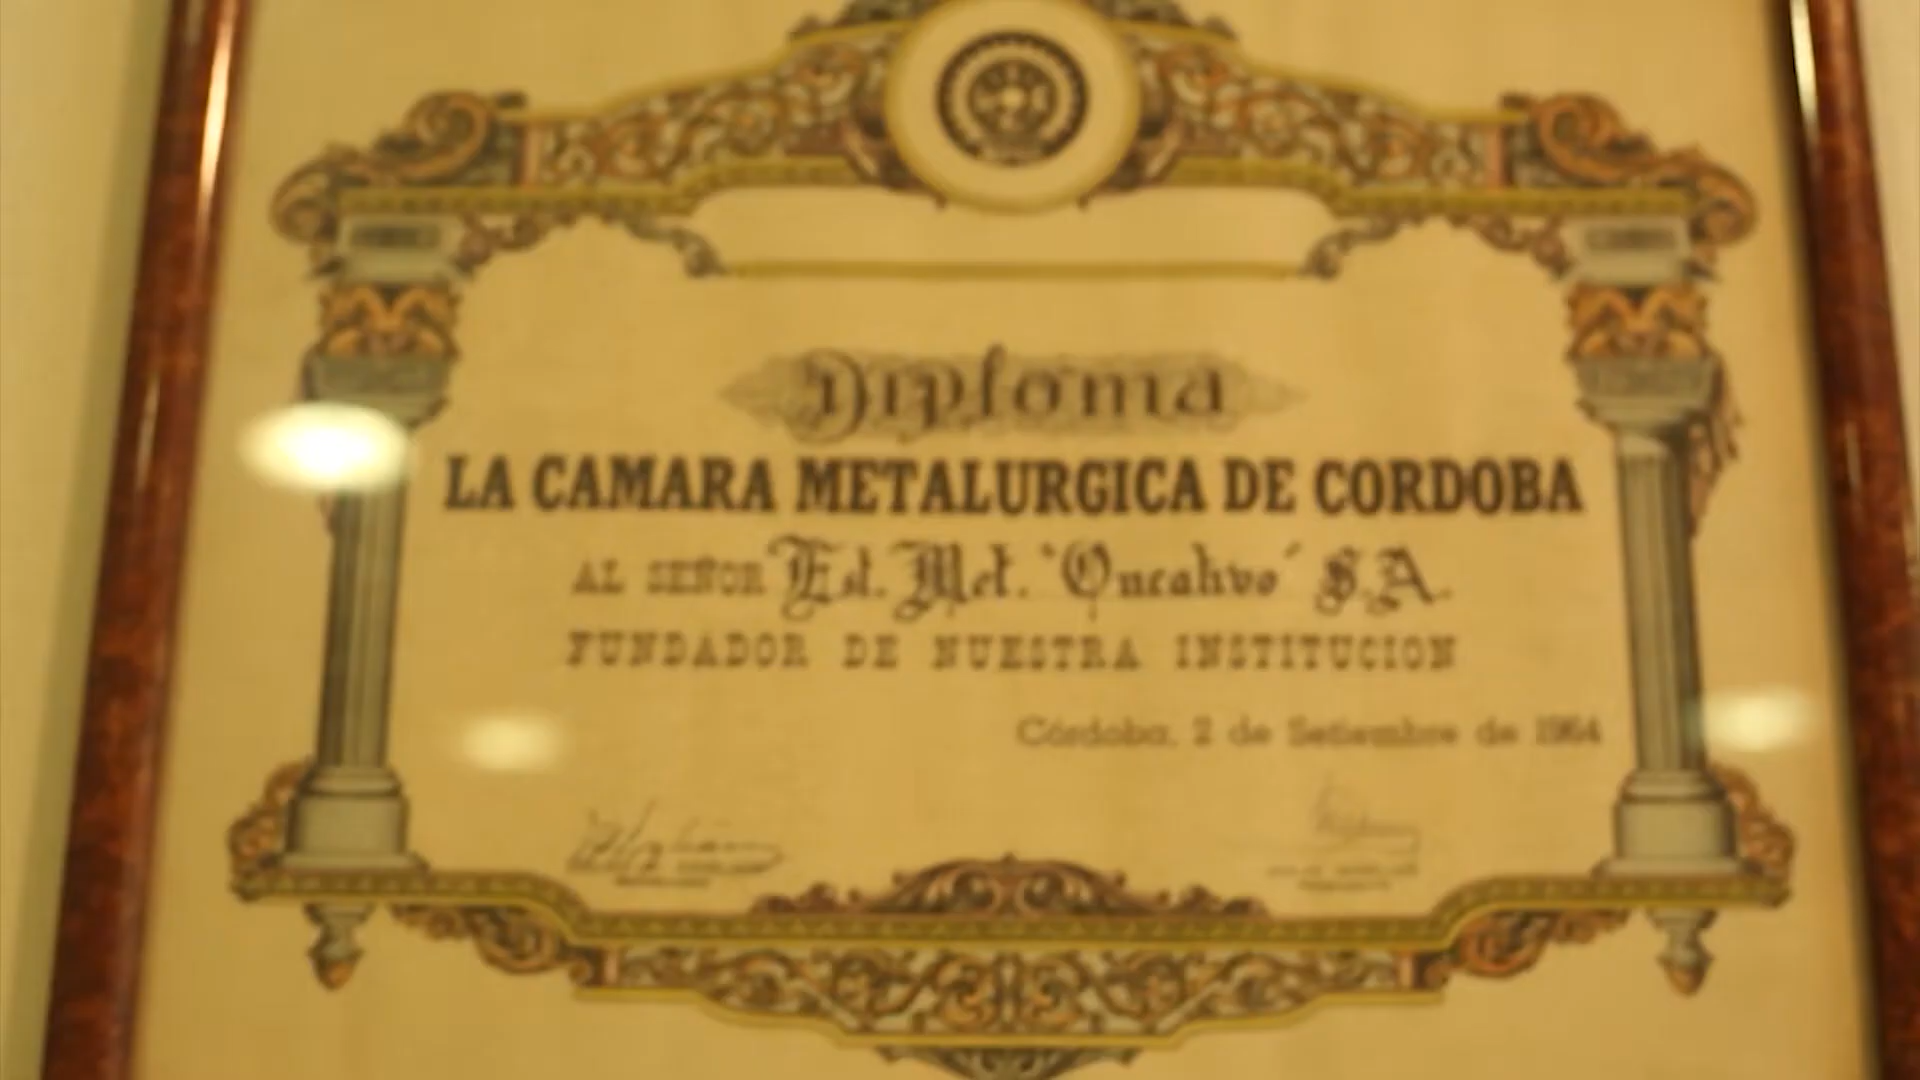 Diploma
LA CAMARA METALURGICA DE CORDOBA
AL SEÑOR Est. Met. "Oncativo" S.A.
FUNDADOR DE NUESTRA INSTITUCION
Córdoba, 2 de Setiembre de 1964